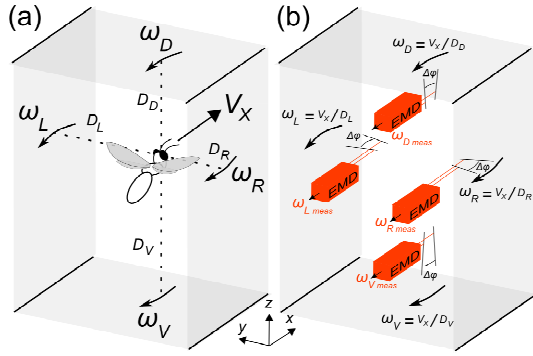 (a)
ω_D
D_D
V_X
ω_L
D_L
D_R
ω_R
D_V
ω_V
z
y
x
(b)
ω_D = V_X/D_D
Δφ
EMD
ω_D meas
ω_L = V_X/D_L
Δφ
EMD
ω_L meas
Δφ
ω_R = V_X/D_R
EMD
ω_R meas
EMD
Δφ
ω_V meas
ω_V = V_X/D_V